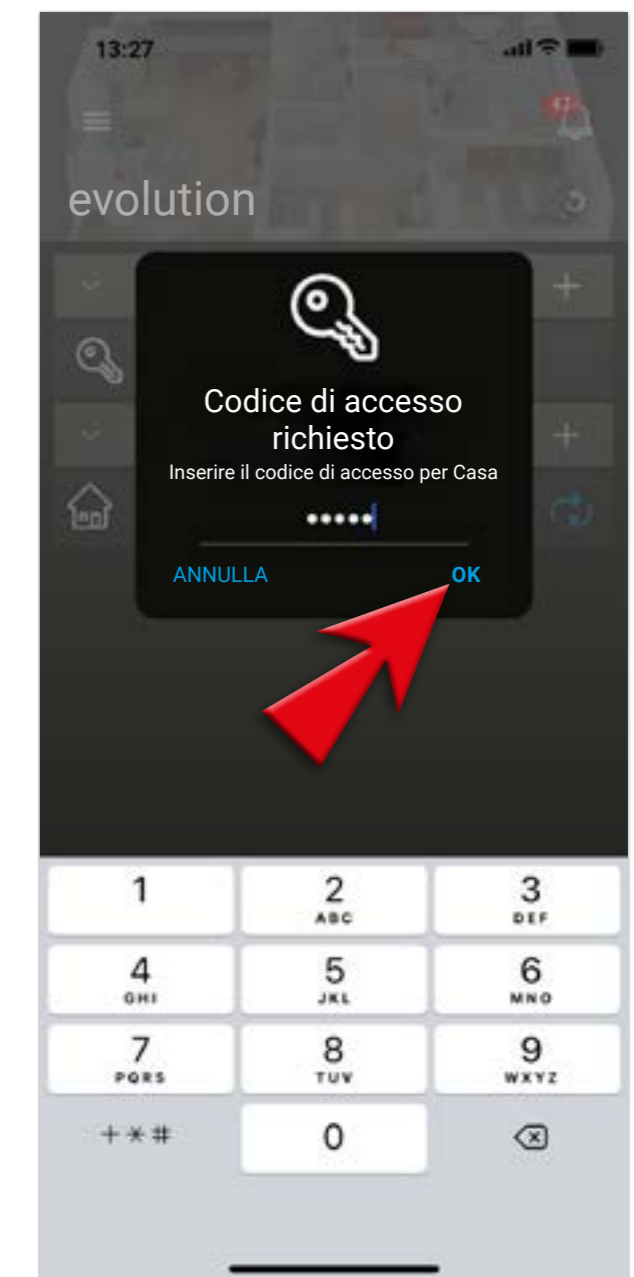 13:27
evolution
Codice di accesso
richiesto
Inserire il codice di accesso per Casa
•••••
ANNULLA OK
1 2 3
ABC DEF
4 5 6
GHI JKL MNO
7 8 9
PQRS TUV WXYZ
+*# 0